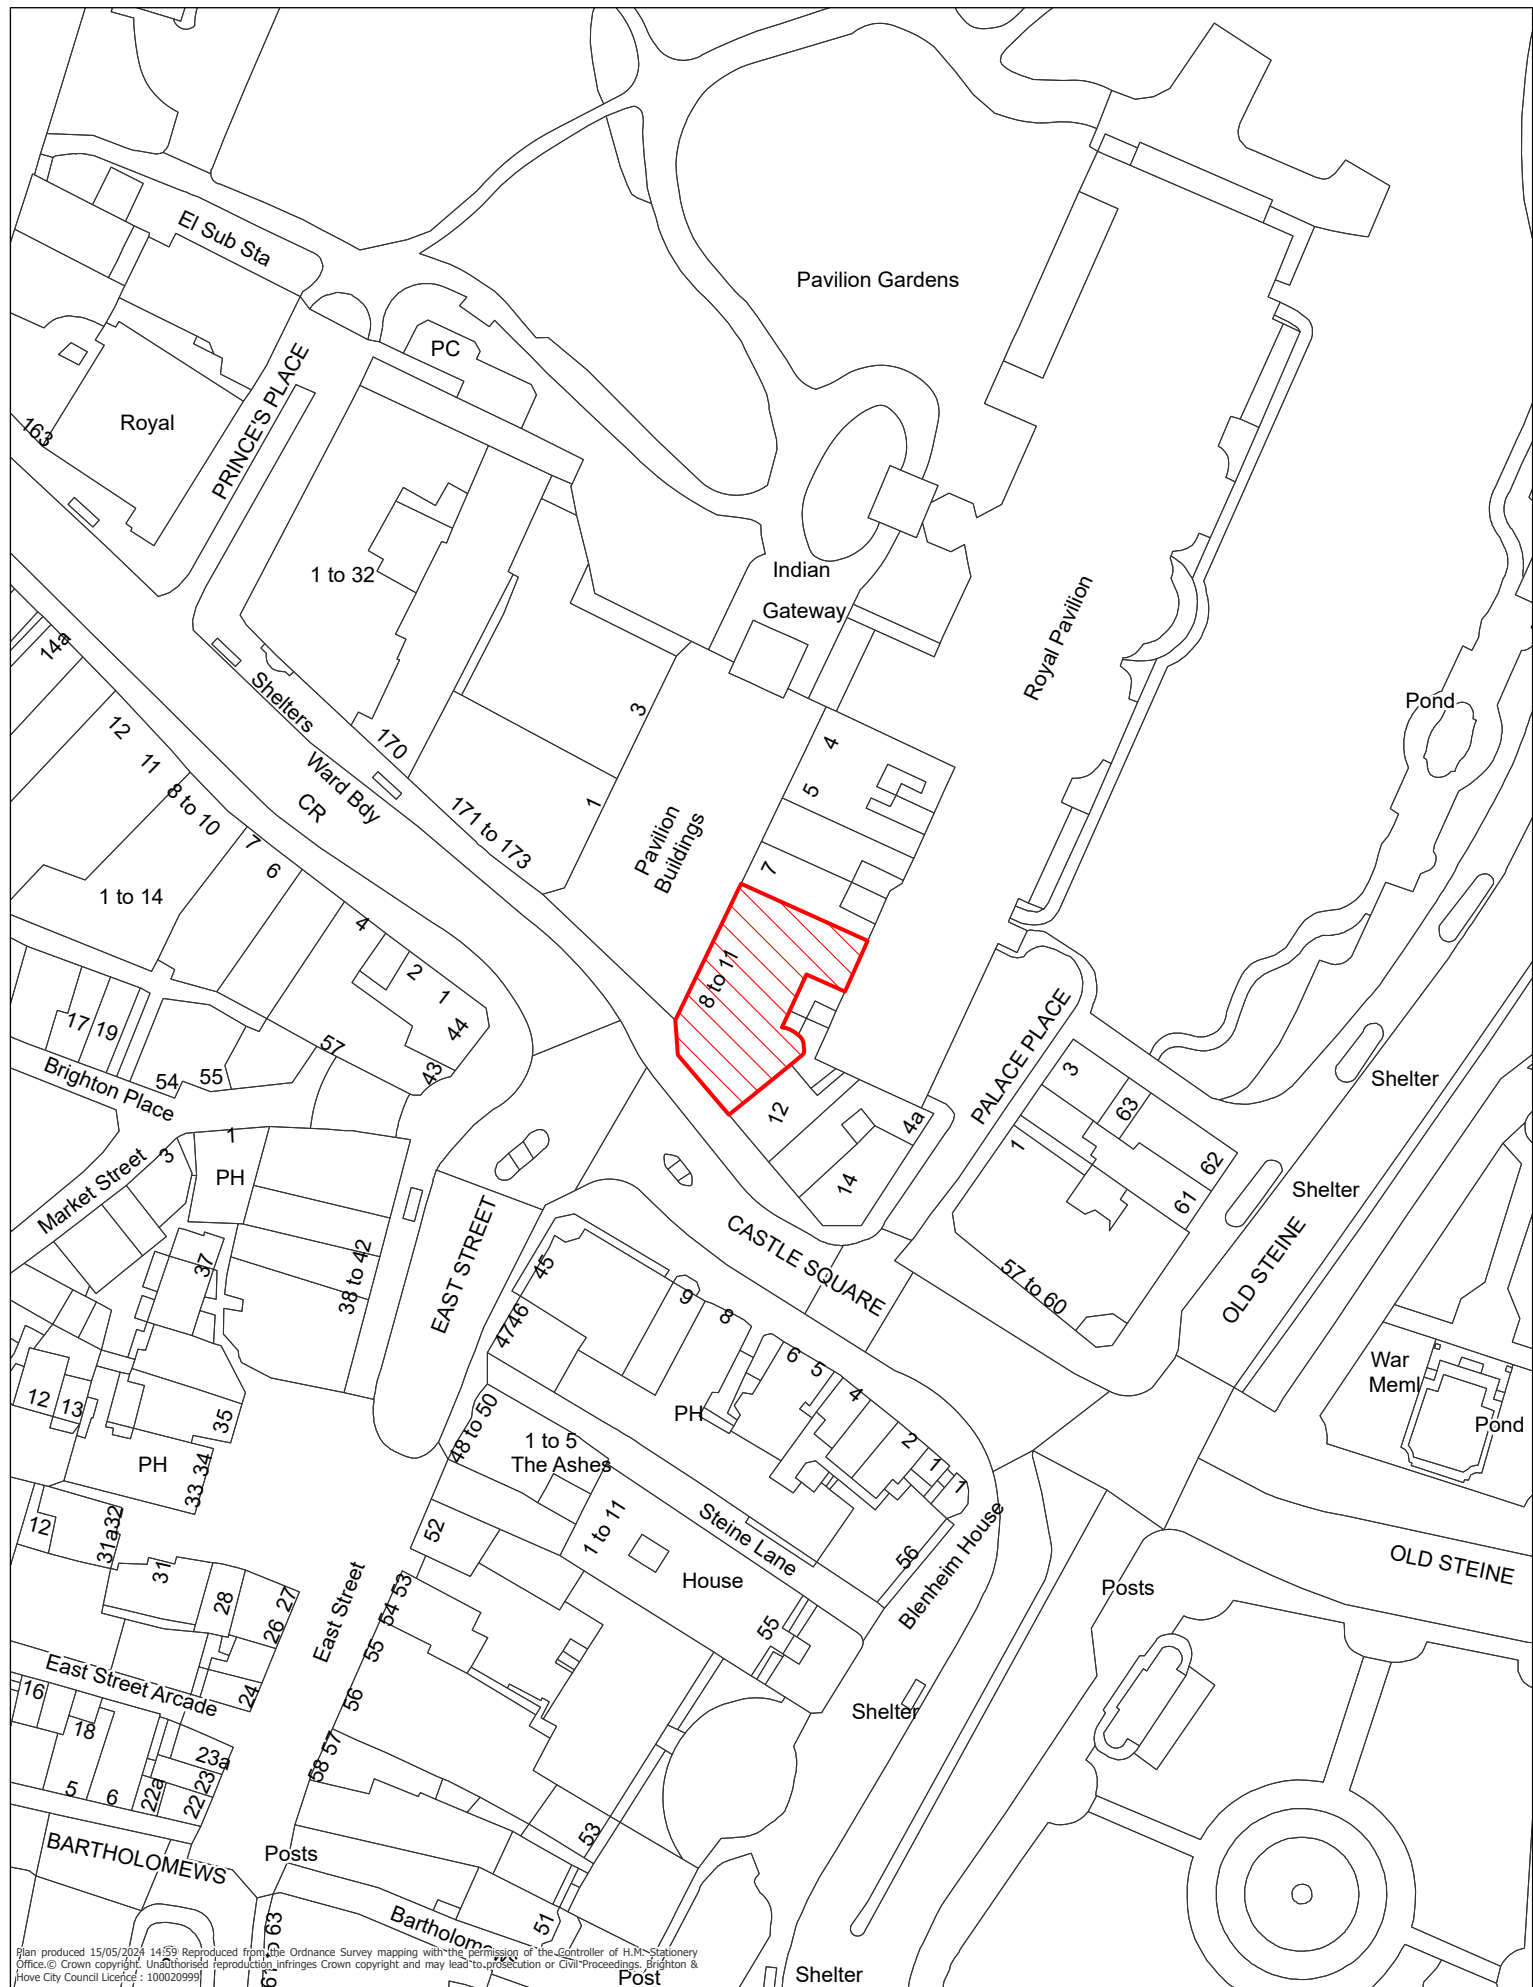 El Sub Sta
Pavilion Gardens
PC
PRINCE'S PLACE
Royal
163
1 to 32
Indian
Gateway
Royal Pavilion
14a
Shelters
3
Pond
170
4
12
11
Ward Bdy
5
8 to 10
CR
1
171 to 173
Pavilion
Buildings
7
6
7
1 to 14
4
2
1
44
8 to 11
17
19
57
43
PALACE PLACE
Brighton Place
54
55
3
Shelter
12
63
4a
1
3
1
PH
Market Street
14
62
61
Shelter
37
EAST STREET
CASTLE SQUARE
38 to 42
45
57 to 60
OLD STEINE
4746
9
8
6
5
4
War
Meml
12
13
35
48 to 50
PH
2
1
1
Pond
1 to 5
The Ashes
PH
33 34
12
31a32
52
1 to 11
Steine Lane
56
Blenheim House
OLD STEINE
31
House
Posts
28
27
26
54 53
East Street
55
55
East Street Arcade
24
16
56
Shelter
18
58 57
23a
23
5
6
22a
22
53
BARTHOLOMEWS
Posts
Bartholomews
51
63
Plan produced 15/05/2024 14:59 Reproduced from the Ordnance Survey mapping with the permission of the Controller of H.M. Stationery
Office.© Crown copyright. Unauthorised reproduction infringes Crown copyright and may lead to prosecution or Civil Proceedings. Brighton &
Hove City Council Licence : 100020999
Post
Shelter